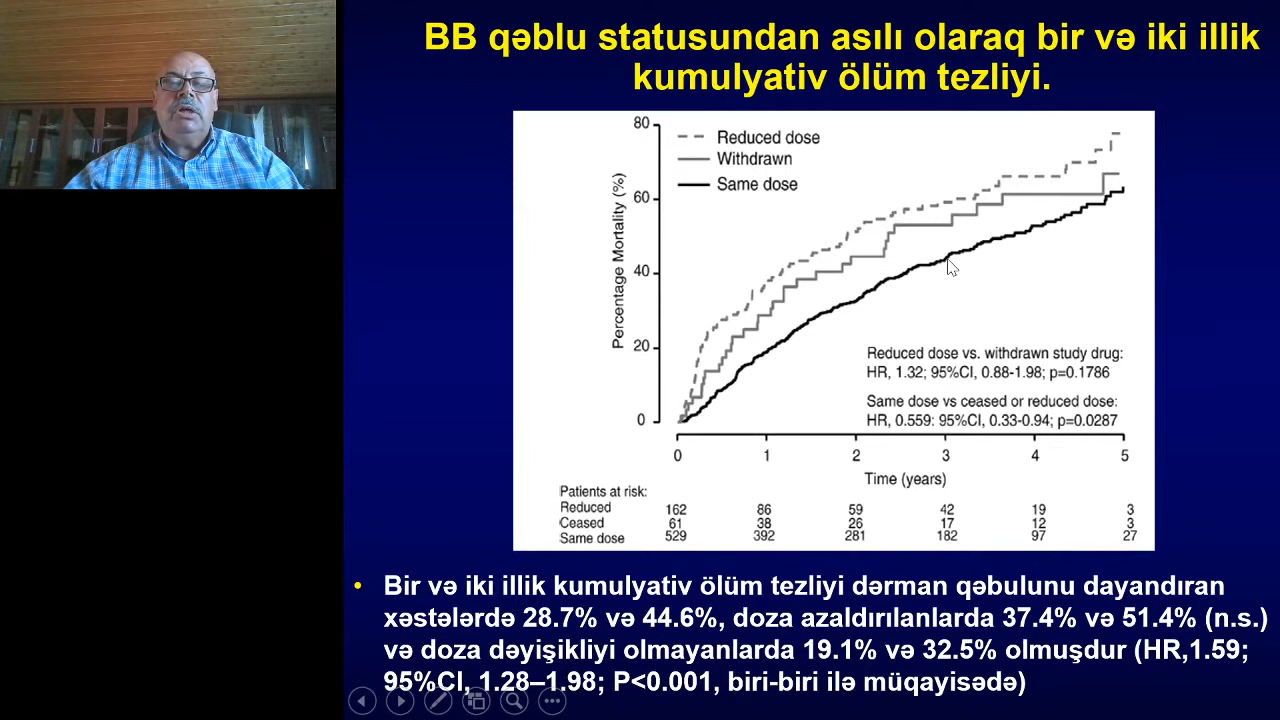 BB qəblu statusundan asılı olaraq bir və iki illik
kumulyativ ölüm tezliyi.
80
60
40
20
0
Percentage Mortality (%)
Reduced dose
Withdrawn
Same dose
Reduced dose vs. withdrawn study drug:
HR, 1.32; 95%CI, 0.88-1.98; p=0.1786
Same dose vs ceased or reduced dose:
HR, 0.559: 95%CI, 0.33-0.94; p=0.0287
0 1 2 3 4 5
Time (years)
Patients at risk:
Reduced 162 86 59 42 19 3
Ceased 61 38 26 17 12 3
Same dose 529 392 281 182 97 27
• Bir və iki illik kumulyativ ölüm tezliyi dərman qəbulunu dayandıran
xəstələrdə 28.7% və 44.6%, doza azaldırılanlarda 37.4% və 51.4% (n.s.)
və doza dəyişikliyi olmayanlarda 19.1% və 32.5% olmuşdur (HR,1.59;
95%CI, 1.28–1.98; P<0.001, biri-biri ilə müqayisədə)